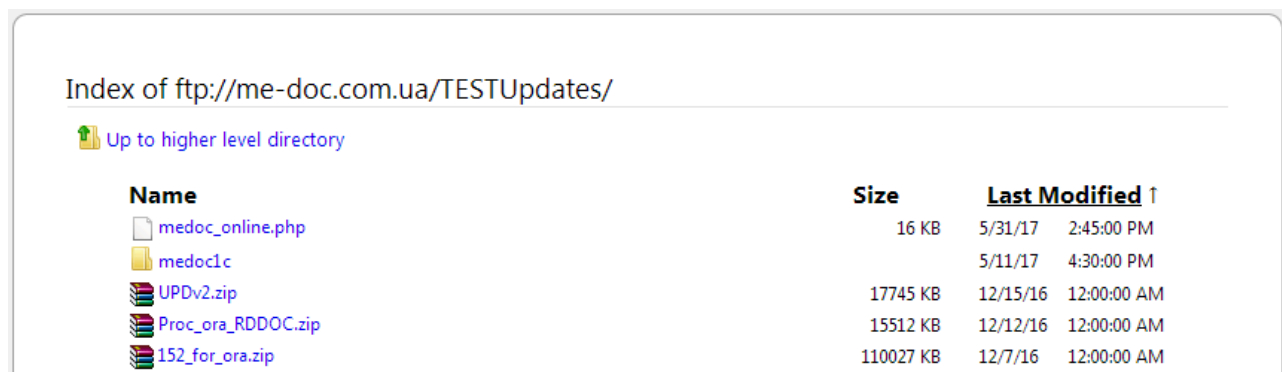 Index of ftp://me-doc.com.ua/TESTUpdates/
Up to higher level directory
Name Size Last Modified ↑
medoc_online.php 16 KB 5/31/17 2:45:00 PM
medoc1c 5/11/17 4:30:00 PM
UPDv2.zip 17745 KB 12/15/16 12:00:00 AM
Proc_ora_RDDOC.zip 15512 KB 12/12/16 12:00:00 AM
152_for_ora.zip 110027 KB 12/7/16 12:00:00 AM